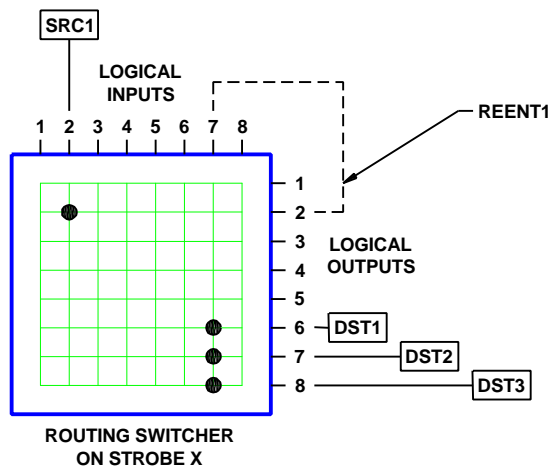 SRC1
LOGICAL
INPUTS
1 2 3 4 5 6 7 8
REENT1
1
2
3
LOGICAL
OUTPUTS
4
5
6 DST1
7 DST2
8 DST3
ROUTING SWITCHER
ON STROBE X